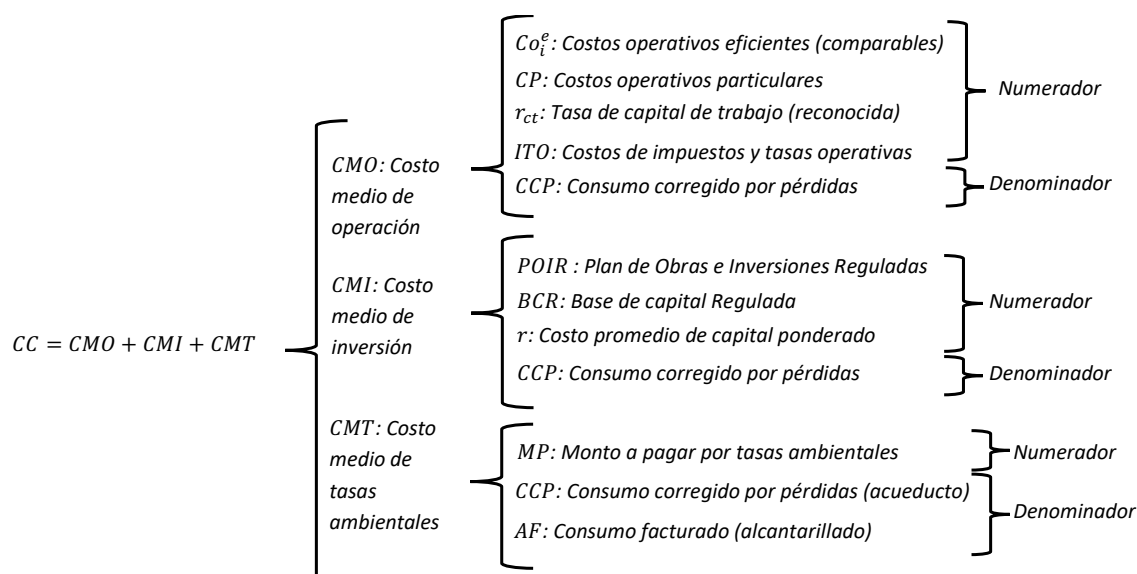 CC = CMO + CMI + CMT
CMO: Costo
medio de
operación
Co_i^e: Costos operativos eficientes (comparables)
CP: Costos operativos particulares
r_ct: Tasa de capital de trabajo (reconocida)
ITO: Costos de impuestos y tasas operativas
Numerador
CCP: Consumo corregido por pérdidas
Denominador
CMI: Costo
medio de
inversión
POIR : Plan de Obras e Inversiones Reguladas
BCR: Base de capital Regulada
r: Costo promedio de capital ponderado
Numerador
CCP: Consumo corregido por pérdidas
Denominador
CMT: Costo
medio de
tasas
ambientales
MP: Monto a pagar por tasas ambientales
Numerador
CCP: Consumo corregido por pérdidas (acueducto)
AF: Consumo facturado (alcantarillado)
Denominador